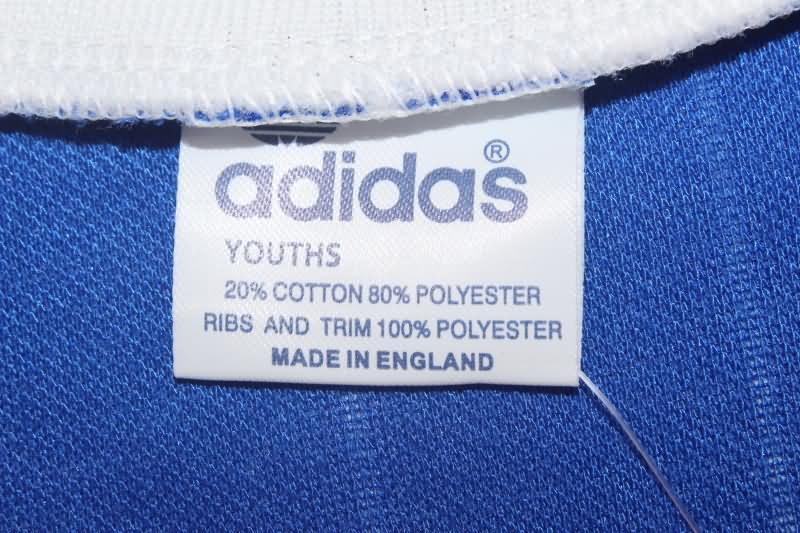 adidas®
YOUTHS
20% COTTON 80% POLYESTER
RIBS AND TRIM 100% POLYESTER
MADE IN ENGLAND